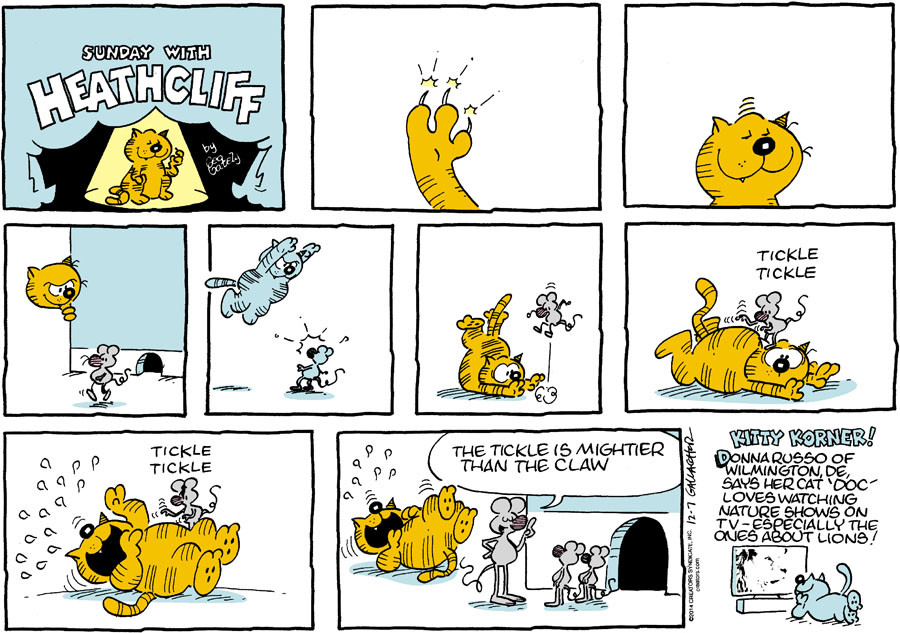 SUNDAY WITH
HEATHCLIFF
by
Geo
Gately
TICKLE
TICKLE
TICKLE
TICKLE
THE TICKLE IS MIGHTIER
THAN THE CLAW
12-7 GALLAGHER
©2014 CREATORS SYNDICATE, INC.
creators.com
KITTY KORNER!
DONNA RUSSO OF
WILMINGTON, DE,
SAYS HER CAT 'DOC'
LOVES WATCHING
NATURE SHOWS ON
TV-ESPECIALLY THE
ONES ABOUT LIONS!